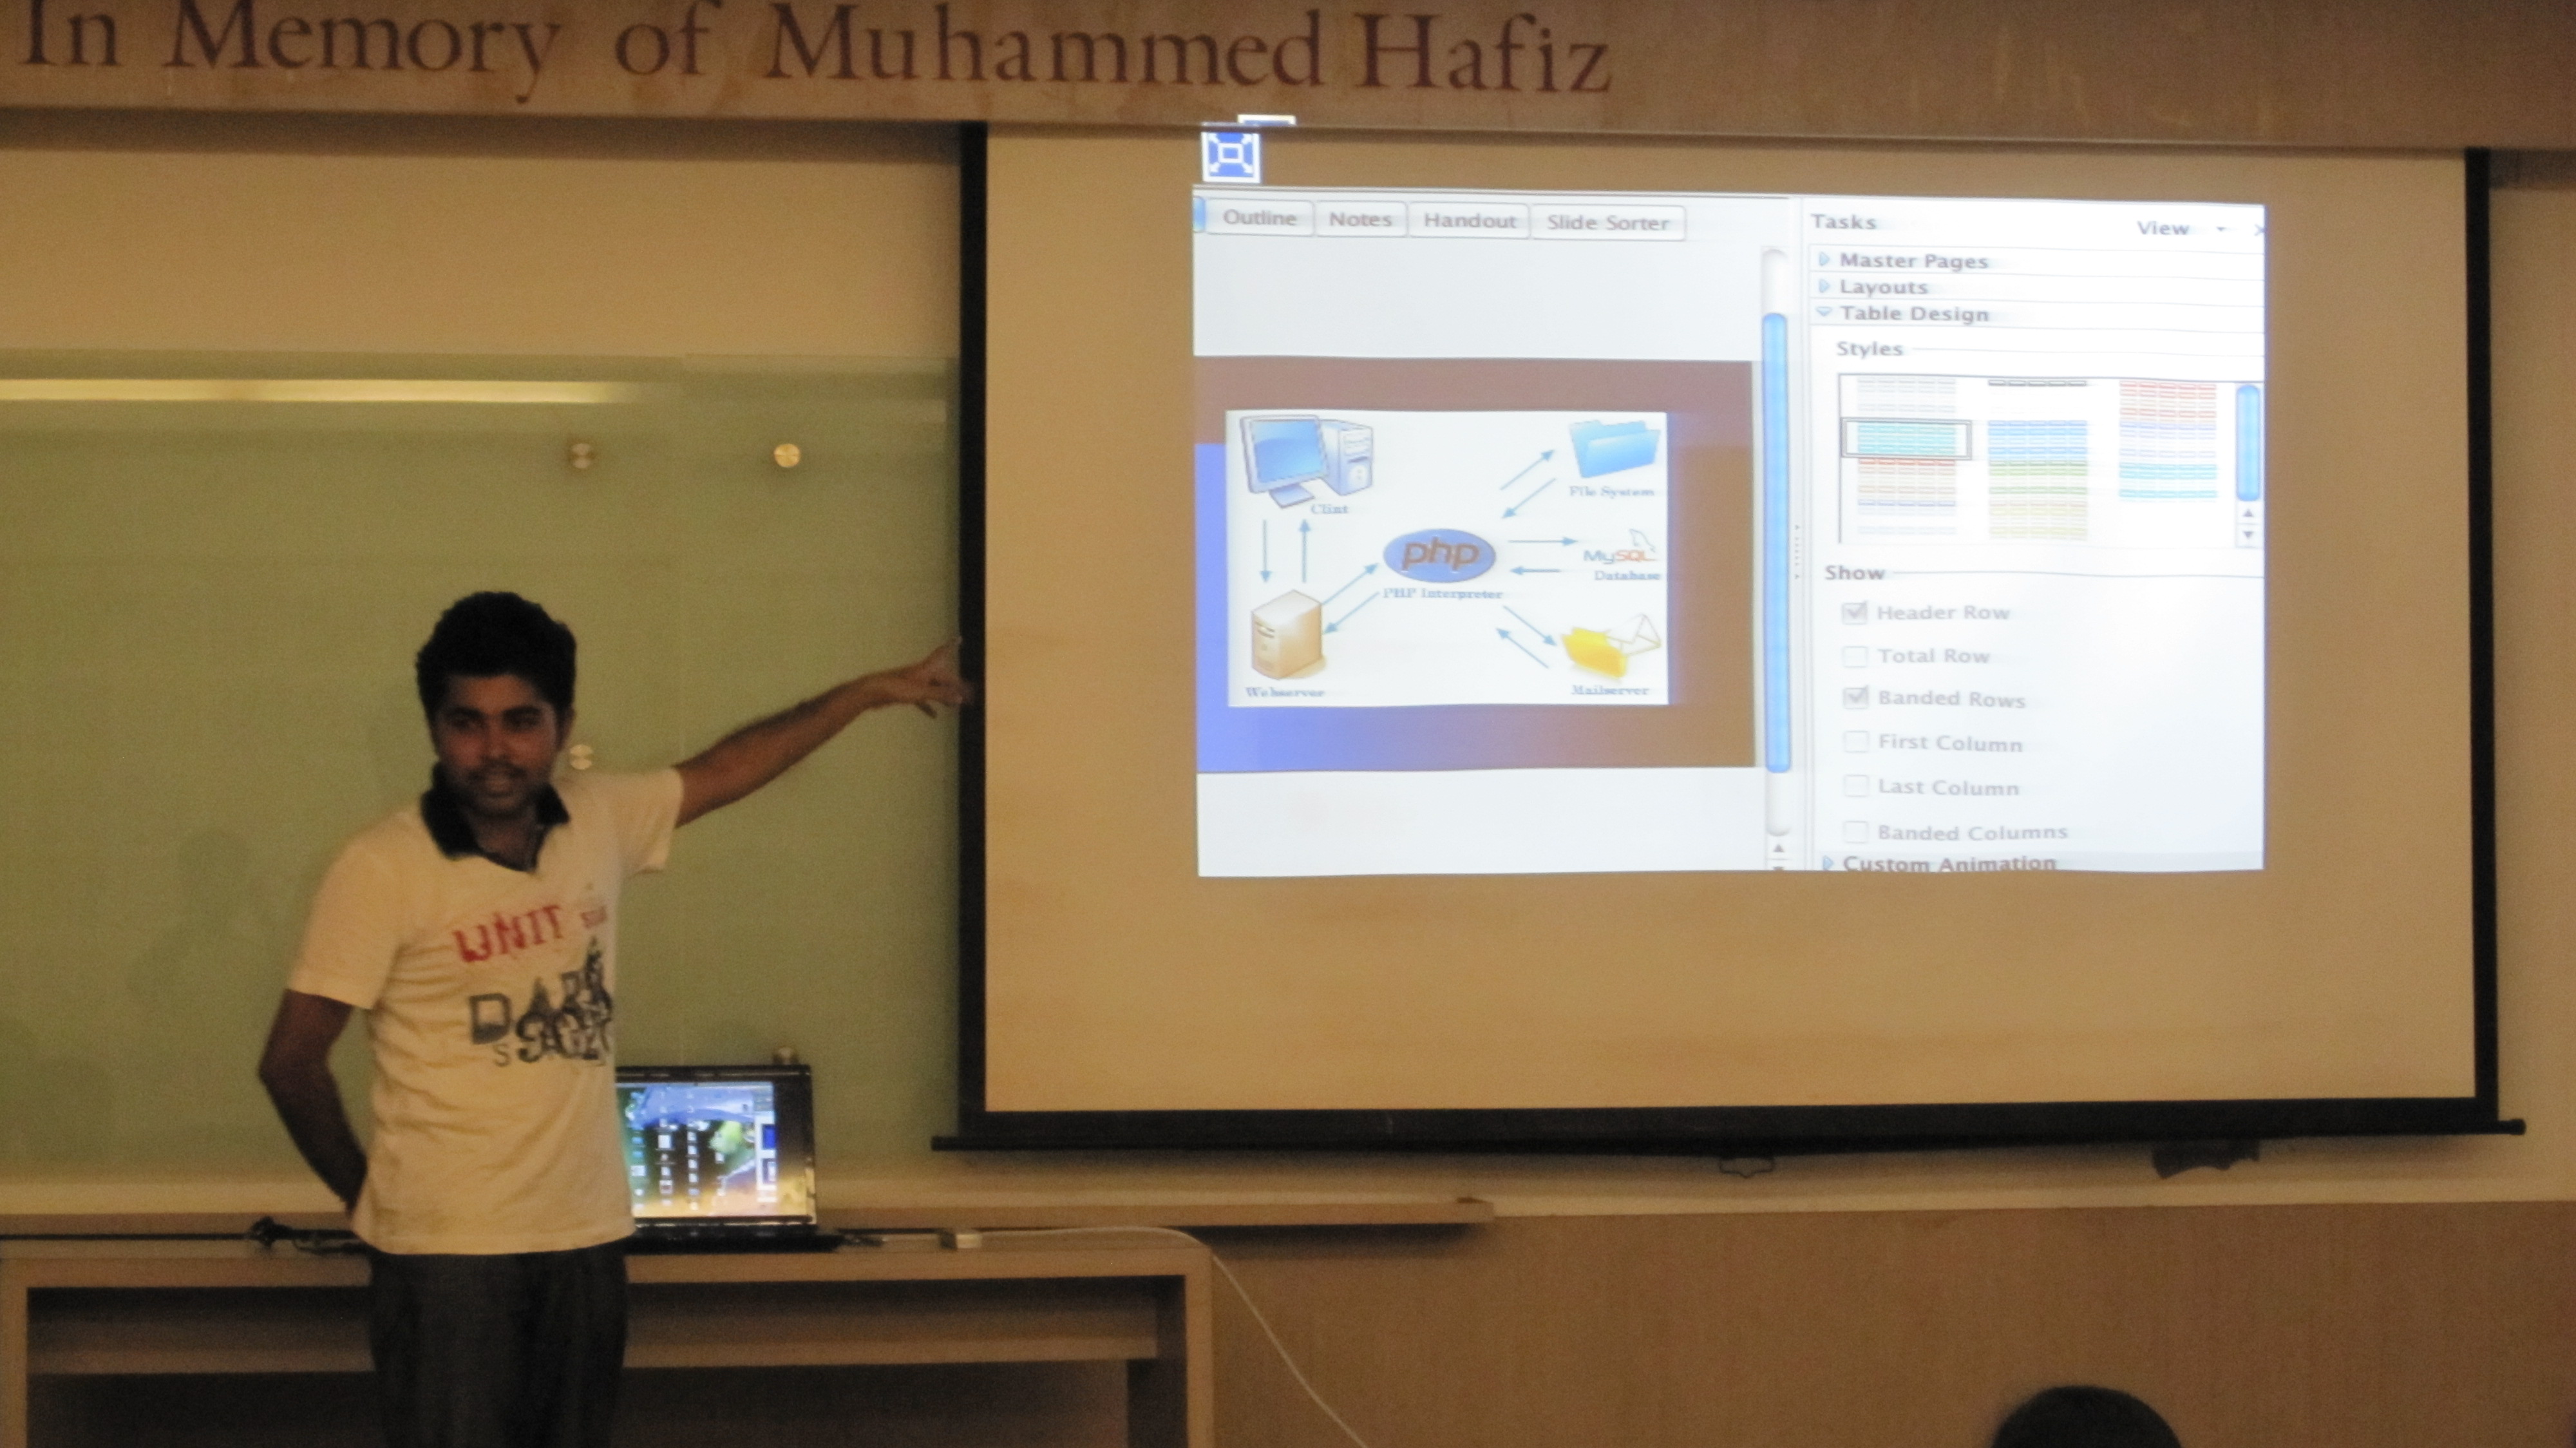 In Memory of Muhammed Hafiz
Outline Notes Handout Slide Sorter
Tasks View
Master Pages
Layouts
Table Design
Styles
Clint
File System
php
PHP Interpreter
MySQL
Database
Webserver
Mailserver
Show
Header Row
Total Row
Banded Rows
First Column
Last Column
Banded Columns
Custom Animation
UNIT